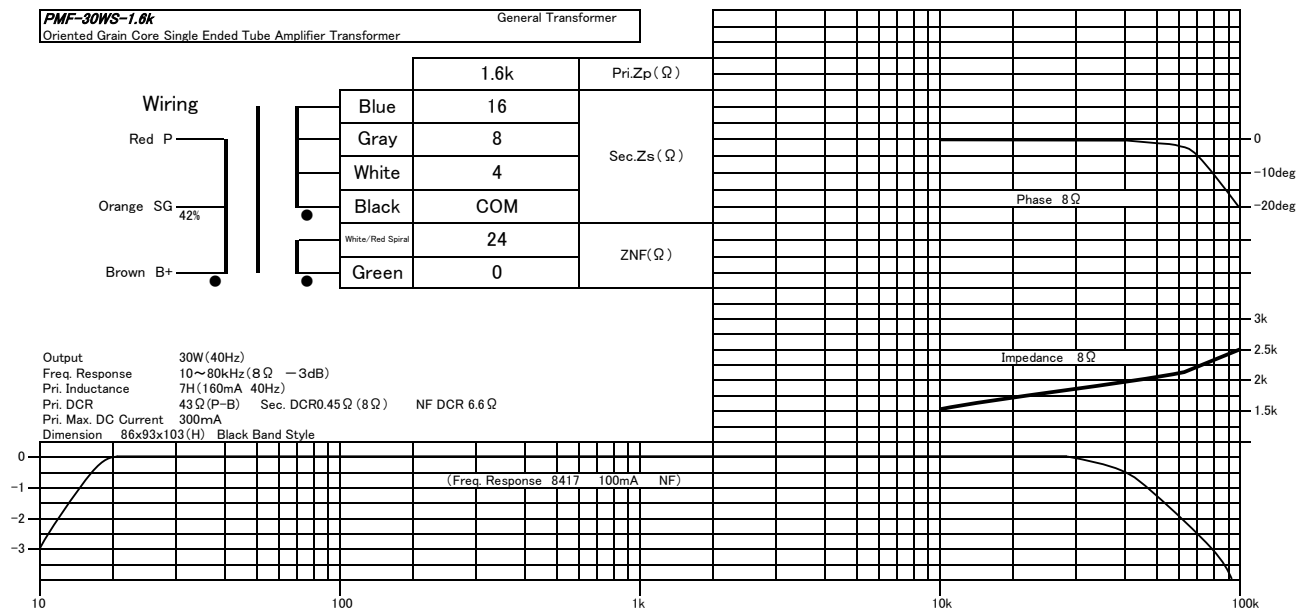 PMF-30WS-1.6k General Transformer
Oriented Grain Core Single Ended Tube Amplifier Transformer
1.6k Pri.Zp(Ω)
Wiring
Blue 16
Red P
Gray 8
Sec.Zs(Ω)
White 4
Orange SG 42%
Black COM
White/Red Spiral 24
ZNF(Ω)
Brown B+
Green 0
0
-10deg
Phase 8Ω
-20deg
3k
Impedance 8Ω
2.5k
2k
1.5k
Output 30W(40Hz)
Freq. Response 10～80kHz(8Ω －3dB)
Pri. Inductance 7H(160mA 40Hz)
Pri. DCR 43Ω(P-B) Sec. DCR0.45Ω(8Ω) NF DCR 6.6Ω
Pri. Max. DC Current 300mA
Dimension 86x93x103(H) Black Band Style
0
(Freq. Response 8417 100mA NF)
-1
-2
-3
10 100 1k 10k 100k